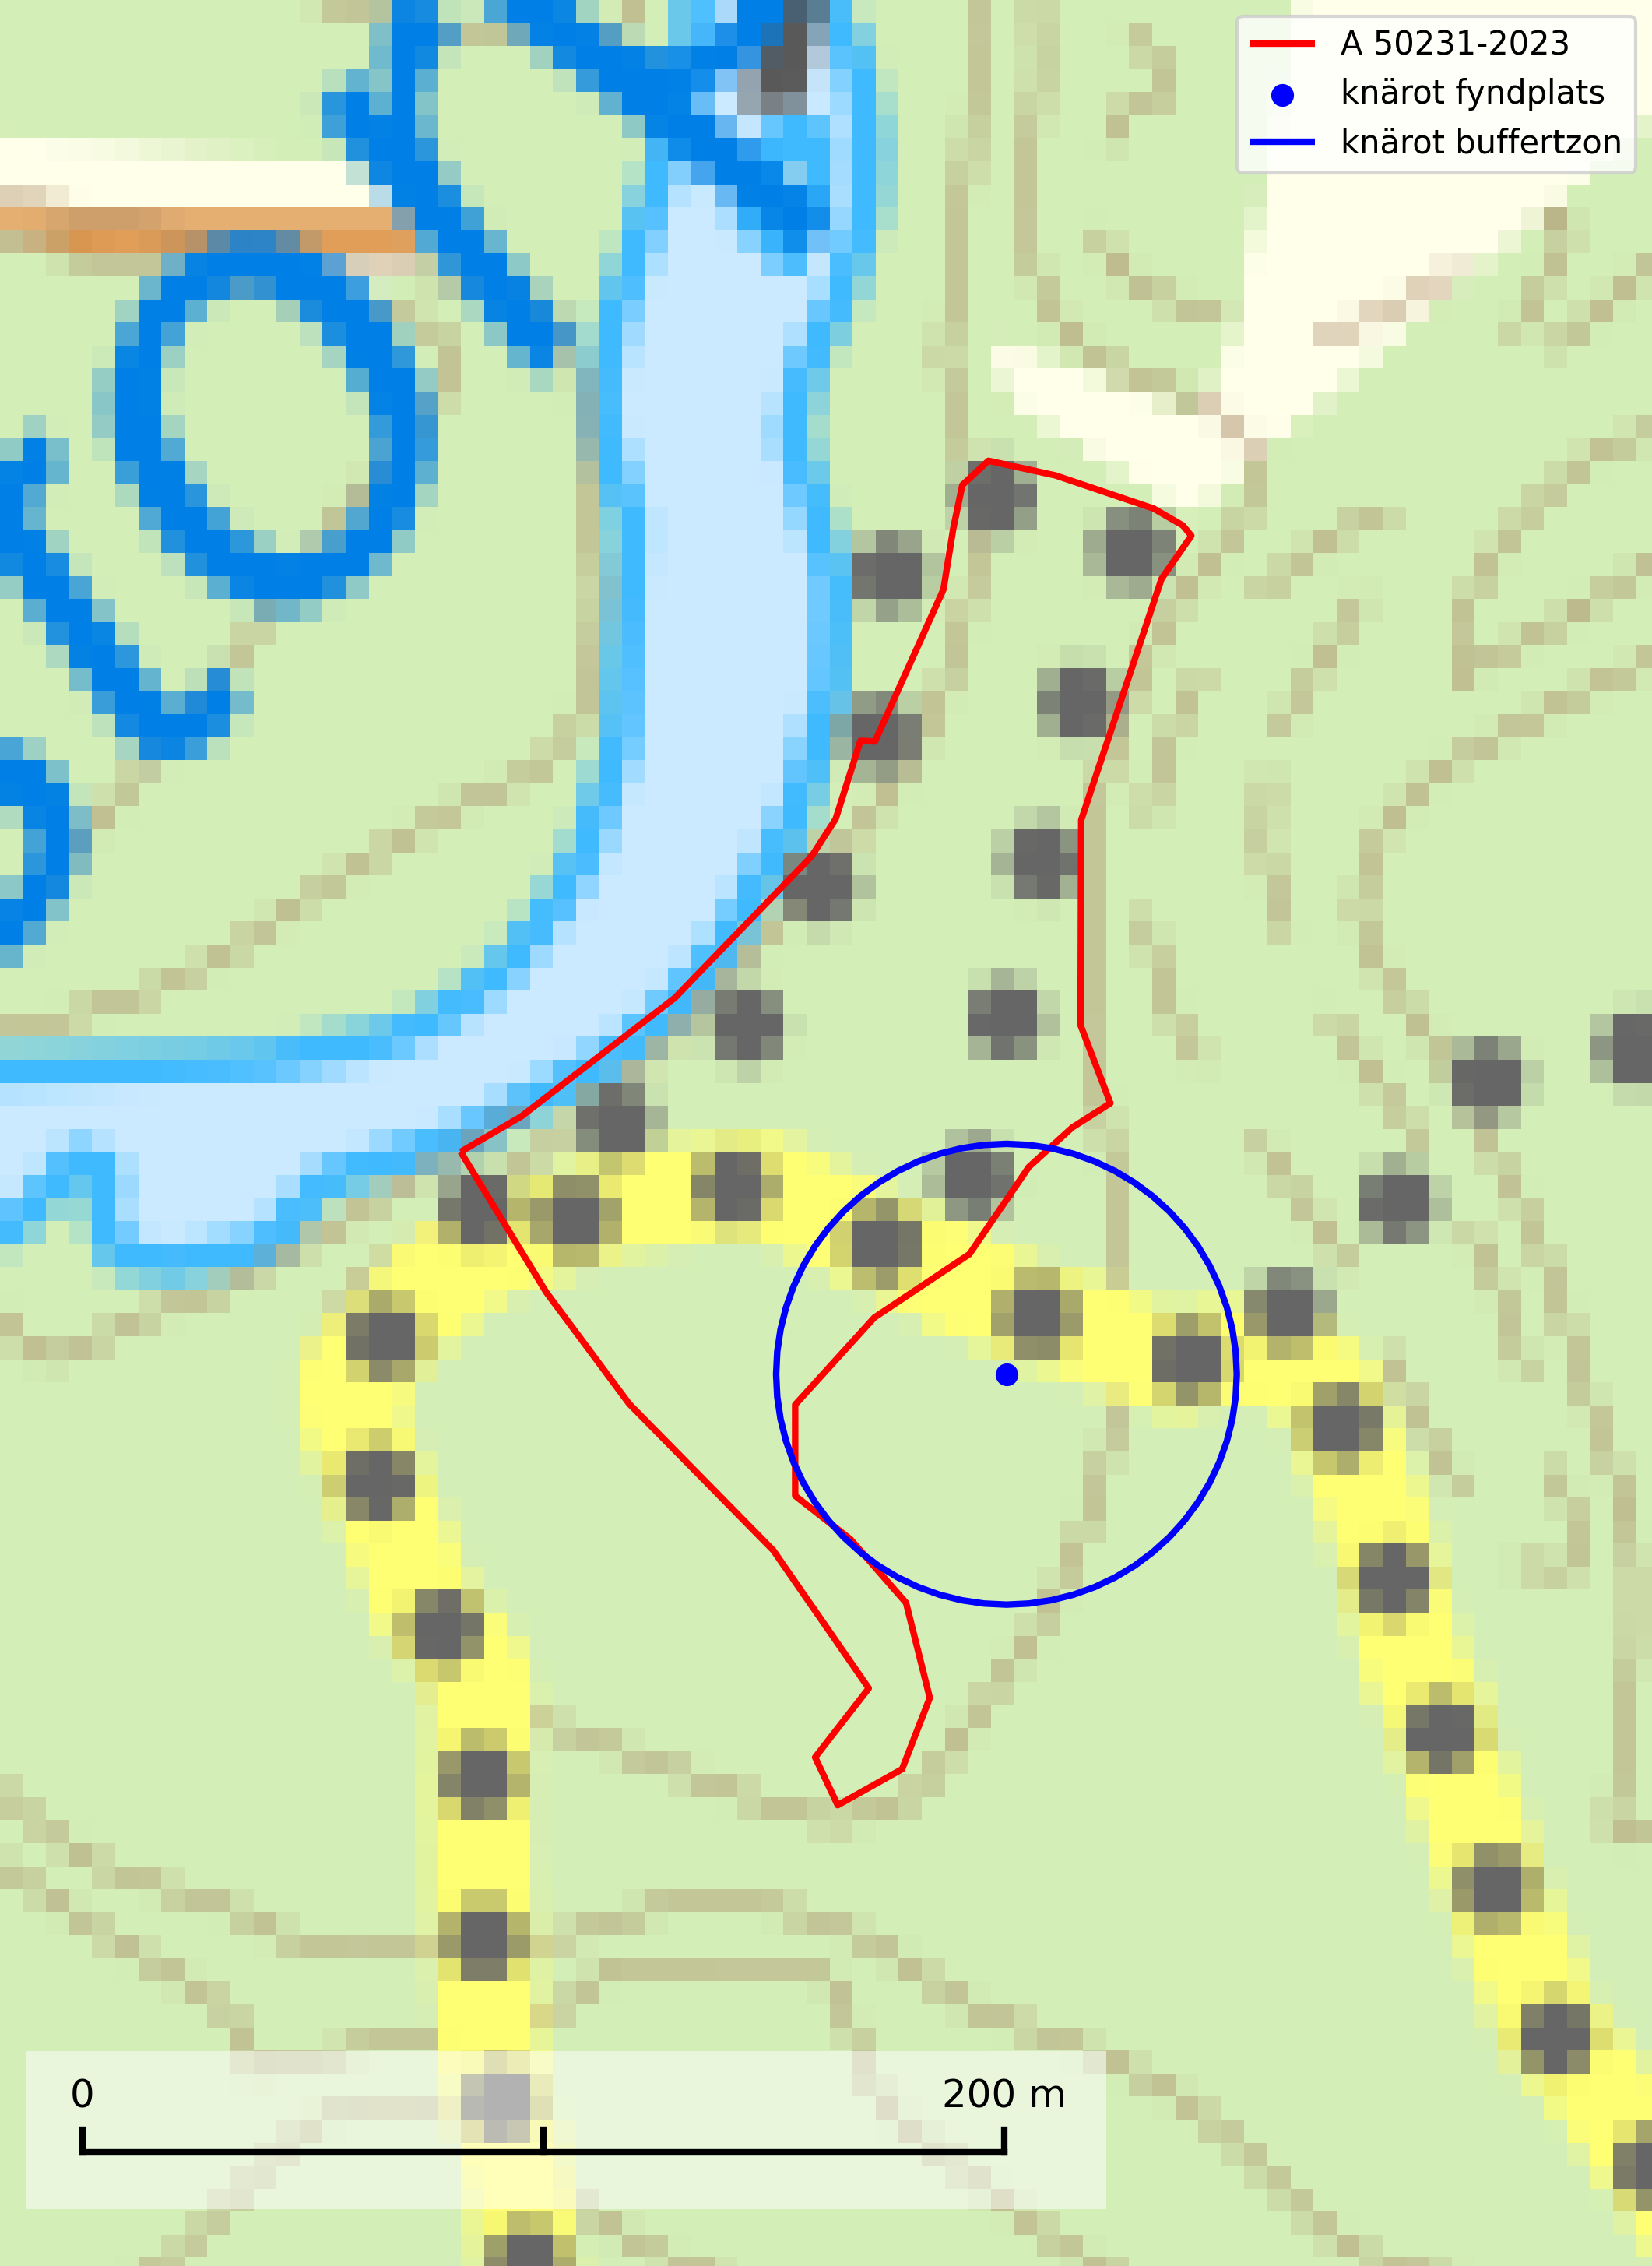 A 50231-2023
knärot fyndplats
knärot buffertzon
0 200 m